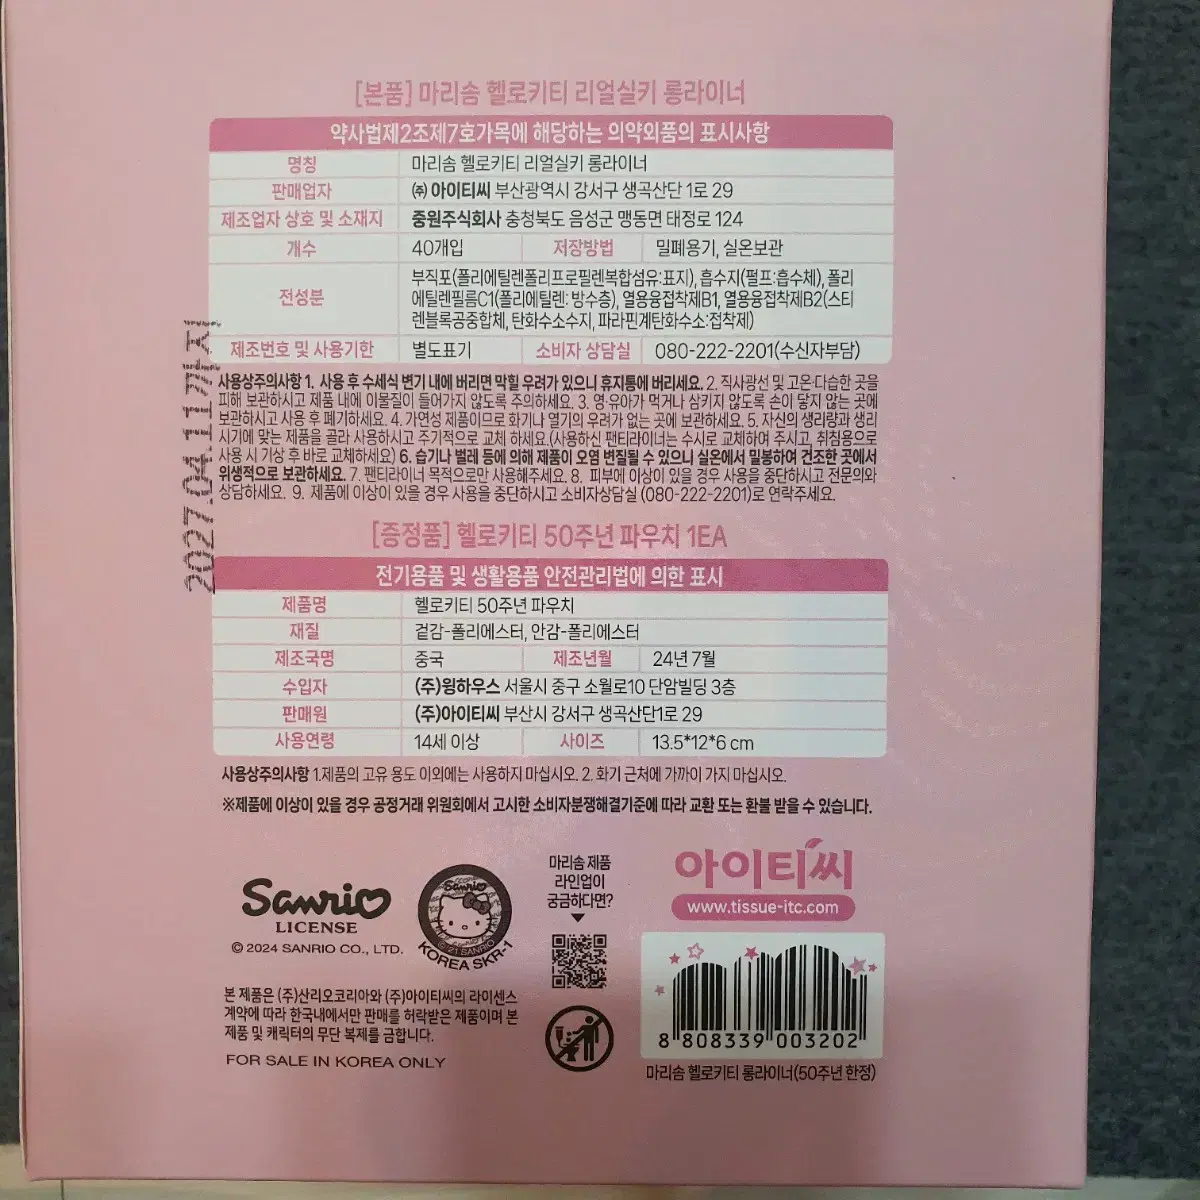 [본품] 마리솜 헬로키티 리얼실키 롱라이너
약사법제2조제7호가목에 해당하는 의약외품의 표시사항
명칭 마리솜 헬로키티 리얼실키 롱라이너
판매업자 ㈜ 아이티씨 부산광역시 강서구 생곡산단 1로 29
제조업자 상호 및 소재지 중원주식회사 충청북도 음성군 맹동면 태정로 124
개수 40개입 저장방법 밀폐용기, 실온보관
전성분 부직포(폴리에틸렌폴리프로필렌복합섬유:표지), 흡수지(펄프:흡수체), 폴리
에틸렌필름C1(폴리에틸렌: 방수층), 열용융접착제B1, 열용융접착제B2(스티
렌블록공중합체, 탄화수소수지, 파라핀계탄화수소:접착제)
제조번호 및 사용기한 별도표기 소비자 상담실 080-222-2201(수신자부담)
사용상주의사항 1. 사용 후 수세식 변기 내에 버리면 막힐 우려가 있으니 휴지통에 버리세요. 2. 직사광선 및 고온·다습한 곳을
피해 보관하시고 제품 내에 이물질이 들어가지 않도록 주의하세요. 3. 영·유아가 먹거나 삼키지 않도록 손이 닿지 않는 곳에
보관하시고 사용 후 폐기하세요. 4. 가연성 제품이므로 화기나 열기의 우려가 없는 곳에 보관하세요. 5. 자신의 생리량과 생리
시기에 맞는 제품을 골라 사용하시고 주기적으로 교체 하세요.(사용하신 팬티라이너는 수시로 교체하여 주시고, 취침용으로
사용 시 기상 후 바로 교체하세요) 6. 습기나 벌레 등에 의해 제품이 오염 변질될 수 있으니 실온에서 밀봉하여 건조한 곳에서
위생적으로 보관하세요. 7. 팬티라이너 목적으로만 사용해주세요. 8. 피부에 이상이 있을 경우 사용을 중단하시고 전문의와
상담하세요. 9. 제품에 이상이 있을 경우 사용을 중단하시고 소비자상담실 (080-222-2201)로 연락주세요.
2027.04.11까지
[증정품] 헬로키티 50주년 파우치 1EA
전기용품 및 생활용품 안전관리법에 의한 표시
제품명 헬로키티 50주년 파우치
재질 겉감-폴리에스터, 안감-폴리에스터
제조국명 중국 제조년월 24년 7월
수입자 (주)윙하우스 서울시 중구 소월로10 단암빌딩 3층
판매원 (주)아이티씨 부산시 강서구 생곡산단1로 29
사용연령 14세 이상 사이즈 13.5*12*6 cm
사용상주의사항 1.제품의 고유 용도 이외에는 사용하지 마십시오. 2. 화기 근처에 가까이 가지 마십시오.
※제품에 이상이 있을 경우 공정거래 위원회에서 고시한 소비자분쟁해결기준에 따라 교환 또는 환불 받을 수 있습니다.
Sanrio
LICENSE
© 2024 SANRIO CO., LTD.
Sanrio
KOREA SKR-1
마리솜 제품
라인업이
궁금하다면?
아이티씨
www.tissue-itc.com
본 제품은 (주)산리오코리아와 (주)아이티씨의 라이센스
계약에 따라 한국내에서만 판매를 허락받은 제품이며 본
제품 및 캐릭터의 무단 복제를 금합니다.
FOR SALE IN KOREA ONLY
8 808339 003202
마리솜 헬로키티 롱라이너(50주년 한정)